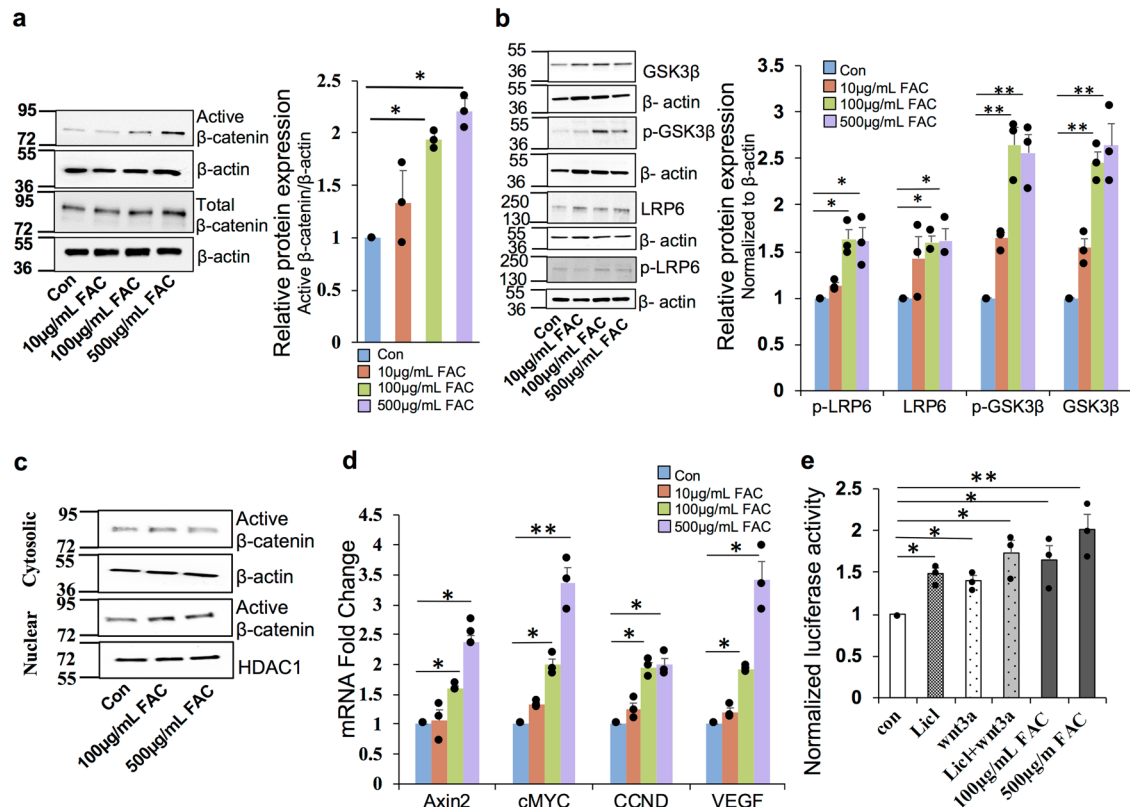 a
95
72
Active
β-catenin
55
36
β-actin
95
72
Total
β-catenin
55
36
β-actin
Con
10µg/mL FAC
100µg/mL FAC
500µg/mL FAC
Relative protein expression
Active β-catenin/β-actin
2.5
2
1.5
1
0.5
0
*
*
Con
10µg/mL FAC
100µg/mL FAC
500µg/mL FAC
b
55
36
GSK3β
55
36
β- actin
55
36
p-GSK3β
55
36
β- actin
250
130
LRP6
55
36
β- actin
250
130
p-LRP6
55
36
β- actin
Con
10µg/mL FAC
100µg/mL FAC
500µg/mL FAC
Relative protein expression
Normalized to β-actin
3.5
3
2.5
2
1.5
1
0.5
0
Con
10µg/mL FAC
100µg/mL FAC
500µg/mL FAC
*
*
*
*
**
**
**
**
p-LRP6
LRP6
p-GSK3β
GSK3β
c
Cytosolic
95
72
Active
β-catenin
55
36
β-actin
Nuclear
95
72
Active
β-catenin
72
55
HDAC1
Con
100µg/mL FAC
500µg/mL FAC
d
mRNA Fold Change
4.5
4
3.5
3
2.5
2
1.5
1
0.5
0
Con
10µg/mL FAC
100µg/mL FAC
500µg/mL FAC
*
*
**
*
*
*
*
*
Axin2
cMYC
CCND
VEGF
e
Normalized luciferase activity
2.5
2
1.5
1
0.5
0
**
*
*
*
*
con
Licl
wnt3a
Licl+wnt3a
100µg/mL FAC
500µg/m FAC